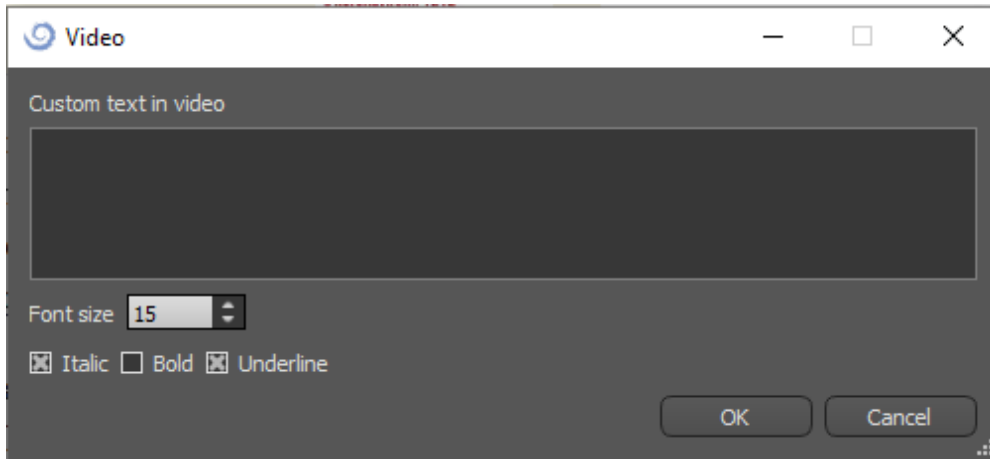 Video
Custom text in video
Font size 15
Italic Bold Underline
OK Cancel